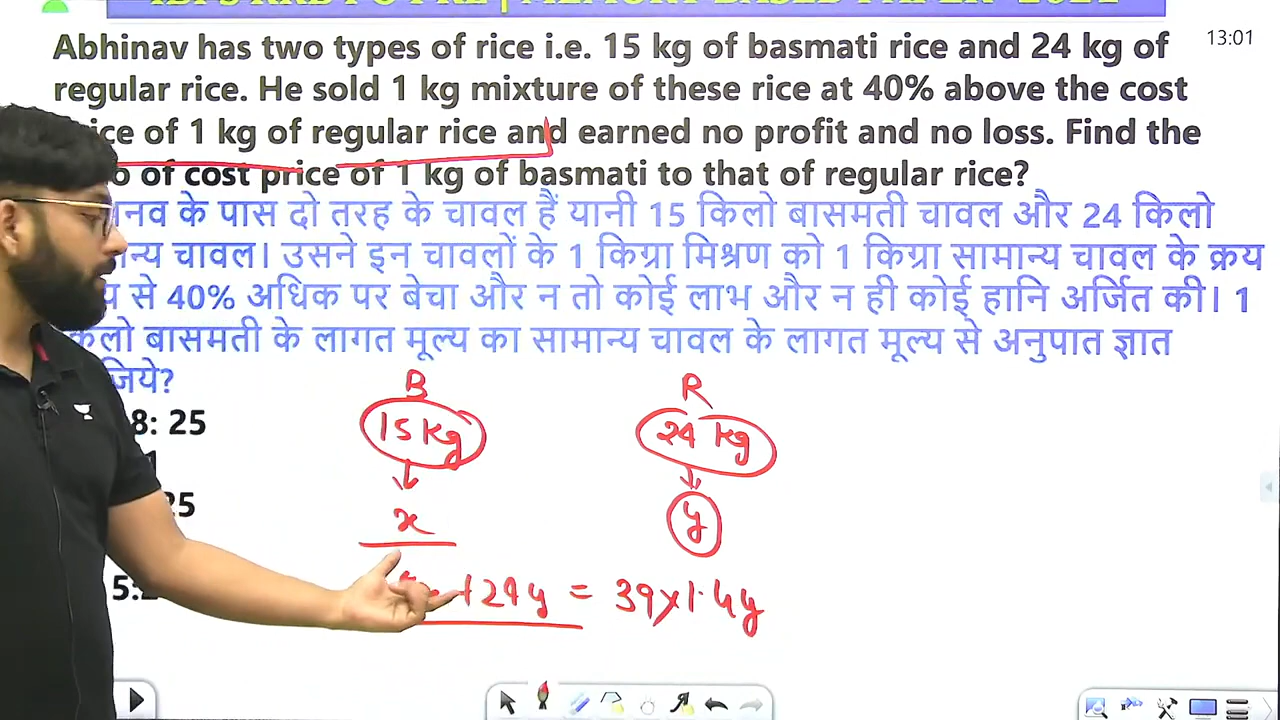 13:01
Abhinav has two types of rice i.e. 15 kg of basmati rice and 24 kg of
regular rice. He sold 1 kg mixture of these rice at 40% above the cost
ice of 1 kg of regular rice and earned no profit and no loss. Find the
o of cost price of 1 kg of basmati to that of regular rice?
नव के पास दो तरह के चावल हैं यानी 15 किलो बासमती चावल और 24 किलो
न्य चावल। उसने इन चावलों के 1 किग्रा मिश्रण को 1 किग्रा सामान्य चावल के क्रय
य से 40% अधिक पर बेचा और न तो कोई लाभ और न ही कोई हानि अर्जित की। 1
लो बासमती के लागत मूल्य का सामान्य चावल के लागत मूल्य से अनुपात ज्ञात
जिये?
B R
15 kg 24 kg
8: 25
x y
25
+ 24y = 39 x 1.4y
5:2